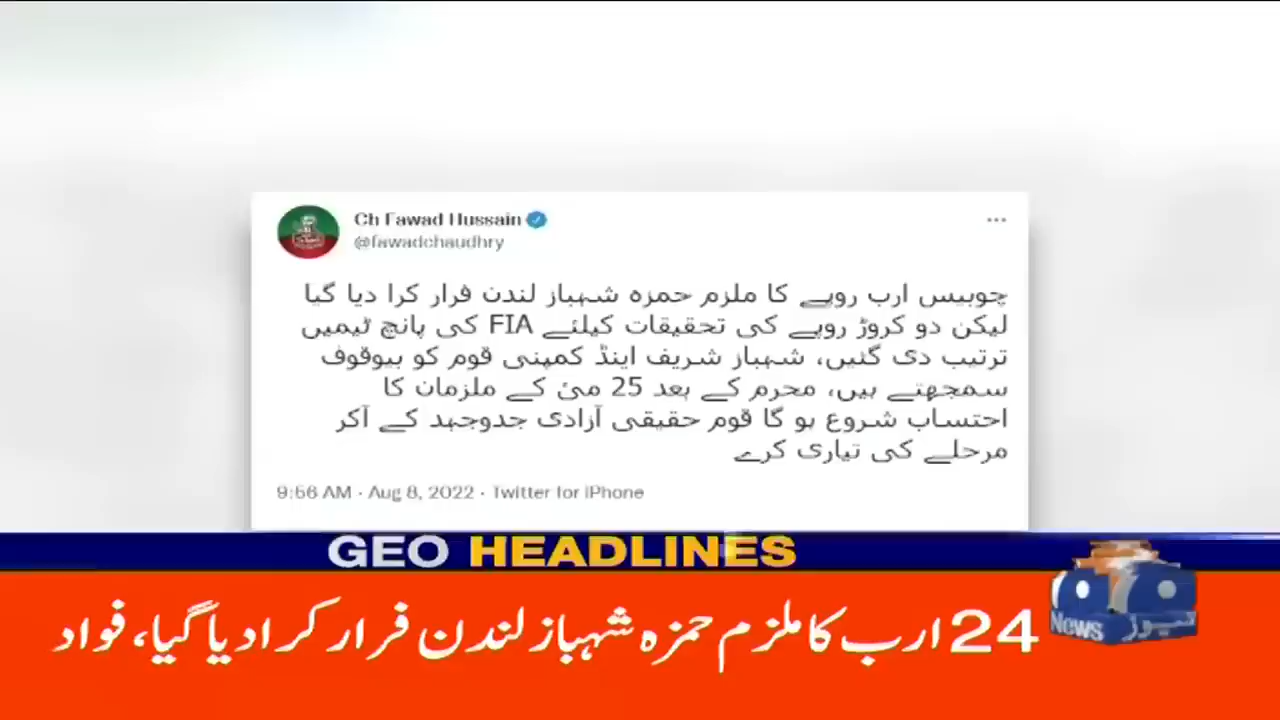 Ch Fawad Hussain
@fawadchaudhry
چوبیس ارب روپے کا ملزم حمزہ شہباز لندن فرار کرا دیا گیا
لیکن دو کروڑ روپے کی تحقیقات کیلئے FIA کی پانچ ٹیمیں
ترتیب دی گئیں، شہباز شریف اینڈ کمپنی قوم کو بیوقوف
سمجھتے ہیں، محرم کے بعد 25 مئ کے ملزمان کا
احتساب شروع ہو گا قوم حقیقی آزادی جدوجہد کے آکر
مرحلے کی تیاری کرے
9:56 AM · Aug 8, 2022 · Twitter for iPhone
GEO HEADLINES
24 ارب کا ملزم حمزہ شہباز لندن فرار کرا دیا گیا، فواد
News نیوز